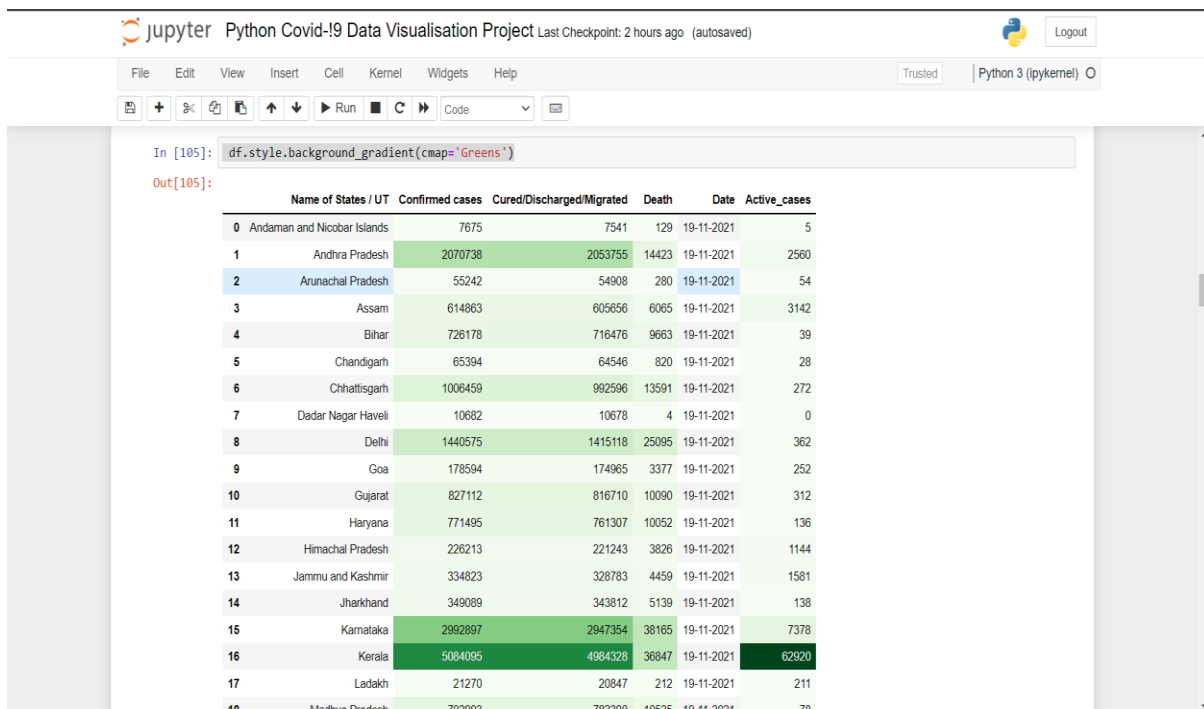 jupyter Python Covid-!9 Data Visualisation Project Last Checkpoint: 2 hours ago (autosaved) Logout
File Edit View Insert Cell Kernel Widgets Help Trusted Python 3 (ipykernel)
Run Code
In [105]: df.style.background_gradient(cmap='Greens')
Out[105]:
Name of States / UT Confirmed cases Cured/Discharged/Migrated Death Date Active_cases
0 Andaman and Nicobar Islands 7675 7541 129 19-11-2021 5
1 Andhra Pradesh 2070738 2053755 14423 19-11-2021 2560
2 Arunachal Pradesh 55242 54908 280 19-11-2021 54
3 Assam 614863 605656 6065 19-11-2021 3142
4 Bihar 726178 716476 9663 19-11-2021 39
5 Chandigarh 65394 64546 820 19-11-2021 28
6 Chhattisgarh 1006459 992596 13591 19-11-2021 272
7 Dadar Nagar Haveli 10682 10678 4 19-11-2021 0
8 Delhi 1440575 1415118 25095 19-11-2021 362
9 Goa 178594 174965 3377 19-11-2021 252
10 Gujarat 827112 816710 10090 19-11-2021 312
11 Haryana 771495 761307 10052 19-11-2021 136
12 Himachal Pradesh 226213 221243 3826 19-11-2021 1144
13 Jammu and Kashmir 334823 328783 4459 19-11-2021 1581
14 Jharkhand 349089 343812 5139 19-11-2021 138
15 Karnataka 2992897 2947354 38165 19-11-2021 7378
16 Kerala 5084095 4984328 36847 19-11-2021 62920
17 Ladakh 21270 20847 212 19-11-2021 211
18 Madhya Pradesh 19-11-2021 78